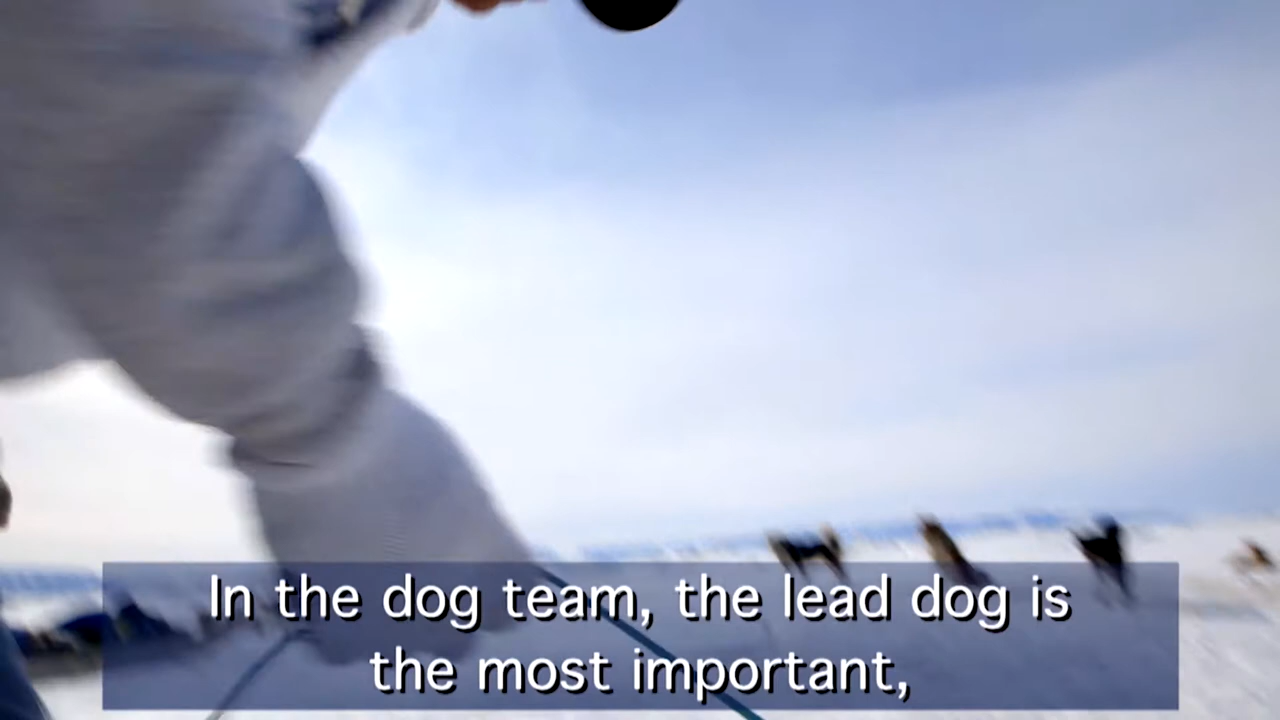 In the dog team, the lead dog is
the most important,